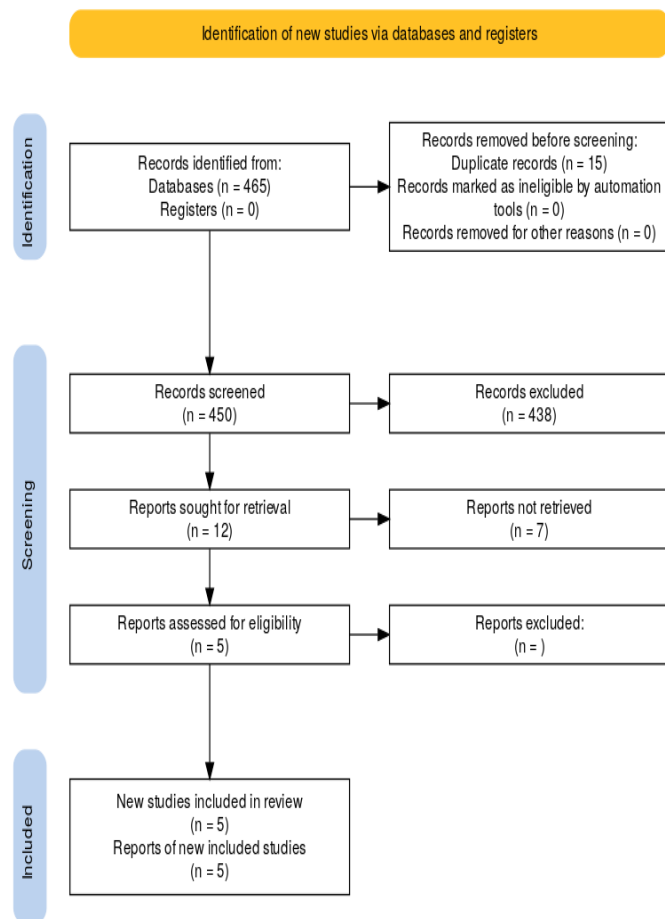 Identification of new studies via databases and registers
Identification
Records identified from:
Databases (n = 465)
Registers (n = 0)
Records removed before screening:
Duplicate records (n = 15)
Records marked as ineligible by automation
tools (n = 0)
Records removed for other reasons (n = 0)
Screening
Records screened
(n = 450)
Records excluded
(n = 438)
Reports sought for retrieval
(n = 12)
Reports not retrieved
(n = 7)
Reports assessed for eligibility
(n = 5)
Reports excluded:
(n = )
Included
New studies included in review
(n = 5)
Reports of new included studies
(n = 5)